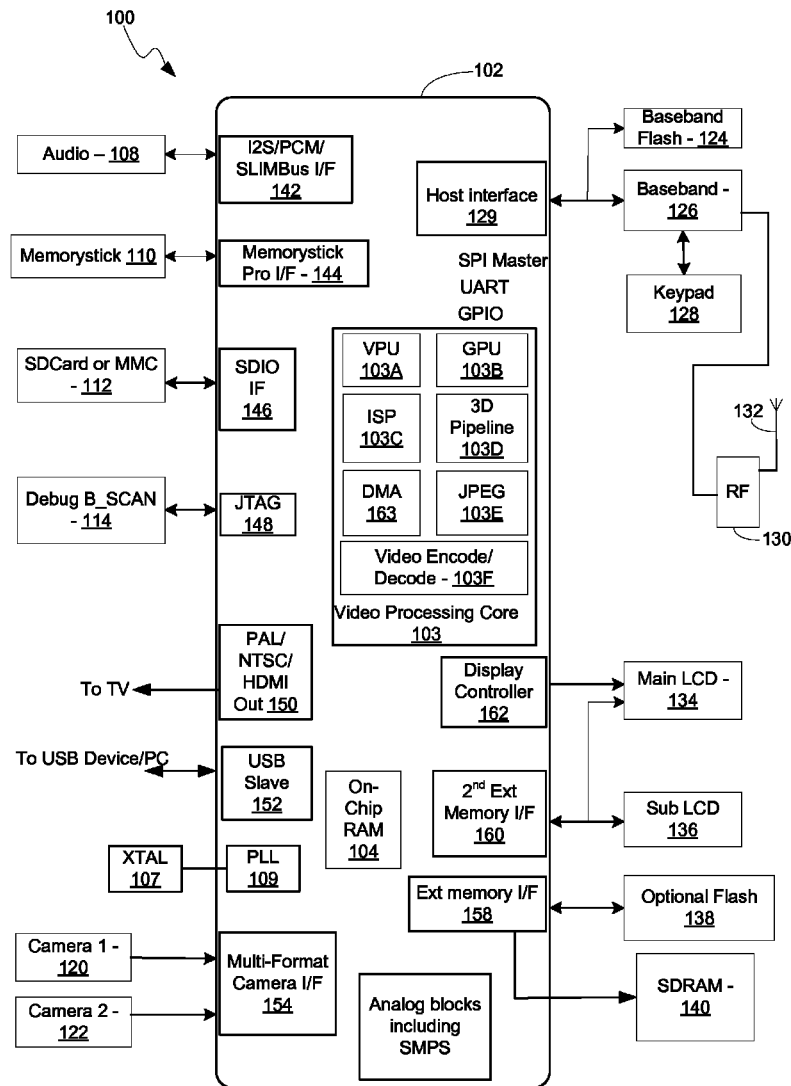 100
102
Audio – 108
I2S/PCM/
SLIMBus I/F
142
Host interface
129
Baseband
Flash - 124
Baseband -
126
Memorystick 110
Memorystick
Pro I/F - 144
SPI Master
UART
GPIO
Keypad
128
SDCard or MMC
- 112
SDIO
IF
146
VPU
103A
GPU
103B
ISP
103C
3D
Pipeline
103D
132
Debug B_SCAN
- 114
JTAG
148
DMA
163
JPEG
103E
RF
130
Video Encode/
Decode - 103F
Video Processing Core
103
To TV
PAL/
NTSC/
HDMI
Out 150
Display
Controller
162
Main LCD -
134
To USB Device/PC
USB
Slave
152
On-
Chip
RAM
104
2nd Ext
Memory I/F
160
Sub LCD
136
XTAL
107
PLL
109
Ext memory I/F
158
Optional Flash
138
Camera 1 -
120
Camera 2 -
122
Multi-Format
Camera I/F
154
Analog blocks
including
SMPS
SDRAM -
140